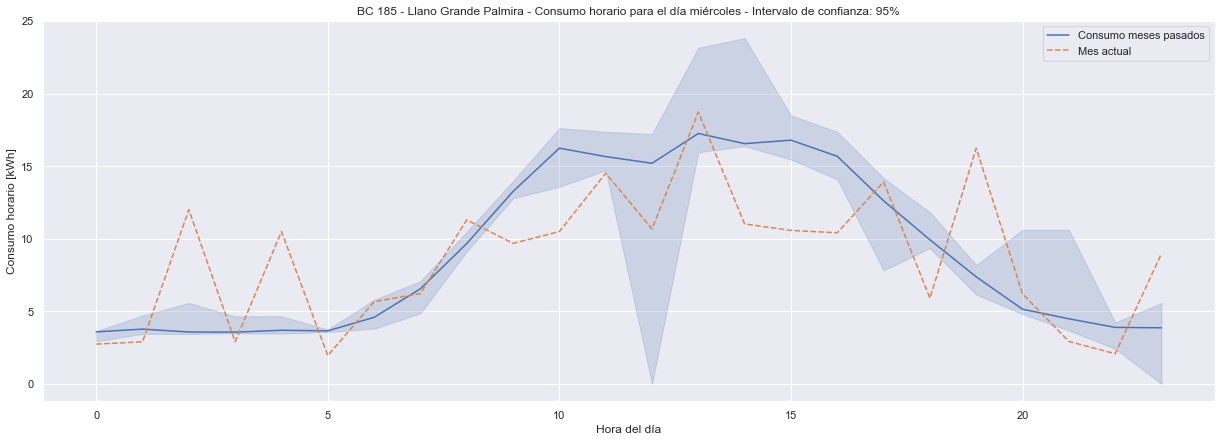 BC 185 - Llano Grande Palmira - Consumo horario para el día miércoles - Intervalo de confianza: 95%
Consumo meses pasados
Mes actual
25
20
15
10
5
0
Consumo horario [kWh]
0 5 10 15 20
Hora del día